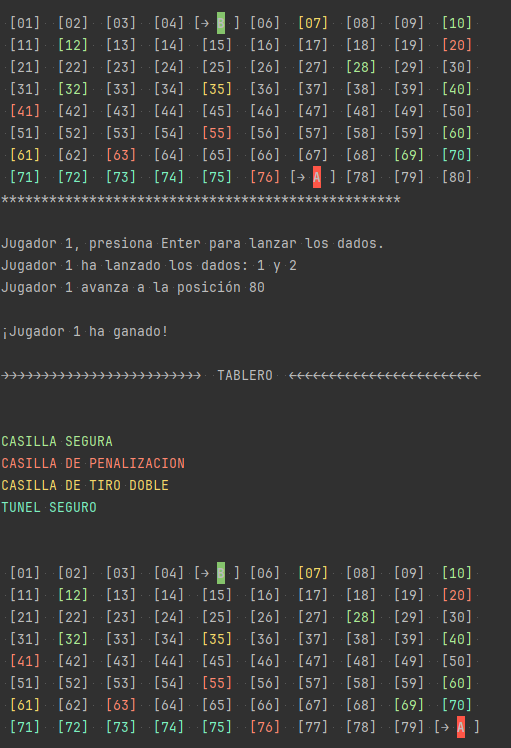 [01] [02] [03] [04] [→ B ] [06] [07] [08] [09] [10]
[11] [12] [13] [14] [15] [16] [17] [18] [19] [20]
[21] [22] [23] [24] [25] [26] [27] [28] [29] [30]
[31] [32] [33] [34] [35] [36] [37] [38] [39] [40]
[41] [42] [43] [44] [45] [46] [47] [48] [49] [50]
[51] [52] [53] [54] [55] [56] [57] [58] [59] [60]
[61] [62] [63] [64] [65] [66] [67] [68] [69] [70]
[71] [72] [73] [74] [75] [76] [→ A ] [78] [79] [80]
**************************************************
Jugador 1, presiona Enter para lanzar los dados.
Jugador 1 ha lanzado los dados: 1 y 2
Jugador 1 avanza a la posición 80
¡Jugador 1 ha ganado!
→>>>>>>>>>>>>>>>>>>>>>>>> TABLERO <<<<<<<<<<<<<<<<<<<<<<<<
CASILLA SEGURA
CASILLA DE PENALIZACION
CASILLA DE TIRO DOBLE
TUNEL SEGURO
[01] [02] [03] [04] [→ B ] [06] [07] [08] [09] [10]
[11] [12] [13] [14] [15] [16] [17] [18] [19] [20]
[21] [22] [23] [24] [25] [26] [27] [28] [29] [30]
[31] [32] [33] [34] [35] [36] [37] [38] [39] [40]
[41] [42] [43] [44] [45] [46] [47] [48] [49] [50]
[51] [52] [53] [54] [55] [56] [57] [58] [59] [60]
[61] [62] [63] [64] [65] [66] [67] [68] [69] [70]
[71] [72] [73] [74] [75] [76] [77] [78] [79] [→ A ]